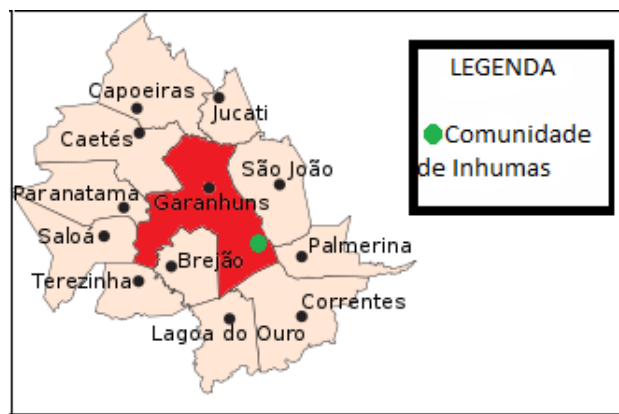 Capoeiras
Jucati
Caetés
São João
Paranatama
Garanhuns
Saloá
Palmerina
Brejão
Terezinha
Correntes
Lagoa do Ouro
LEGENDA
Comunidade
de Inhumas